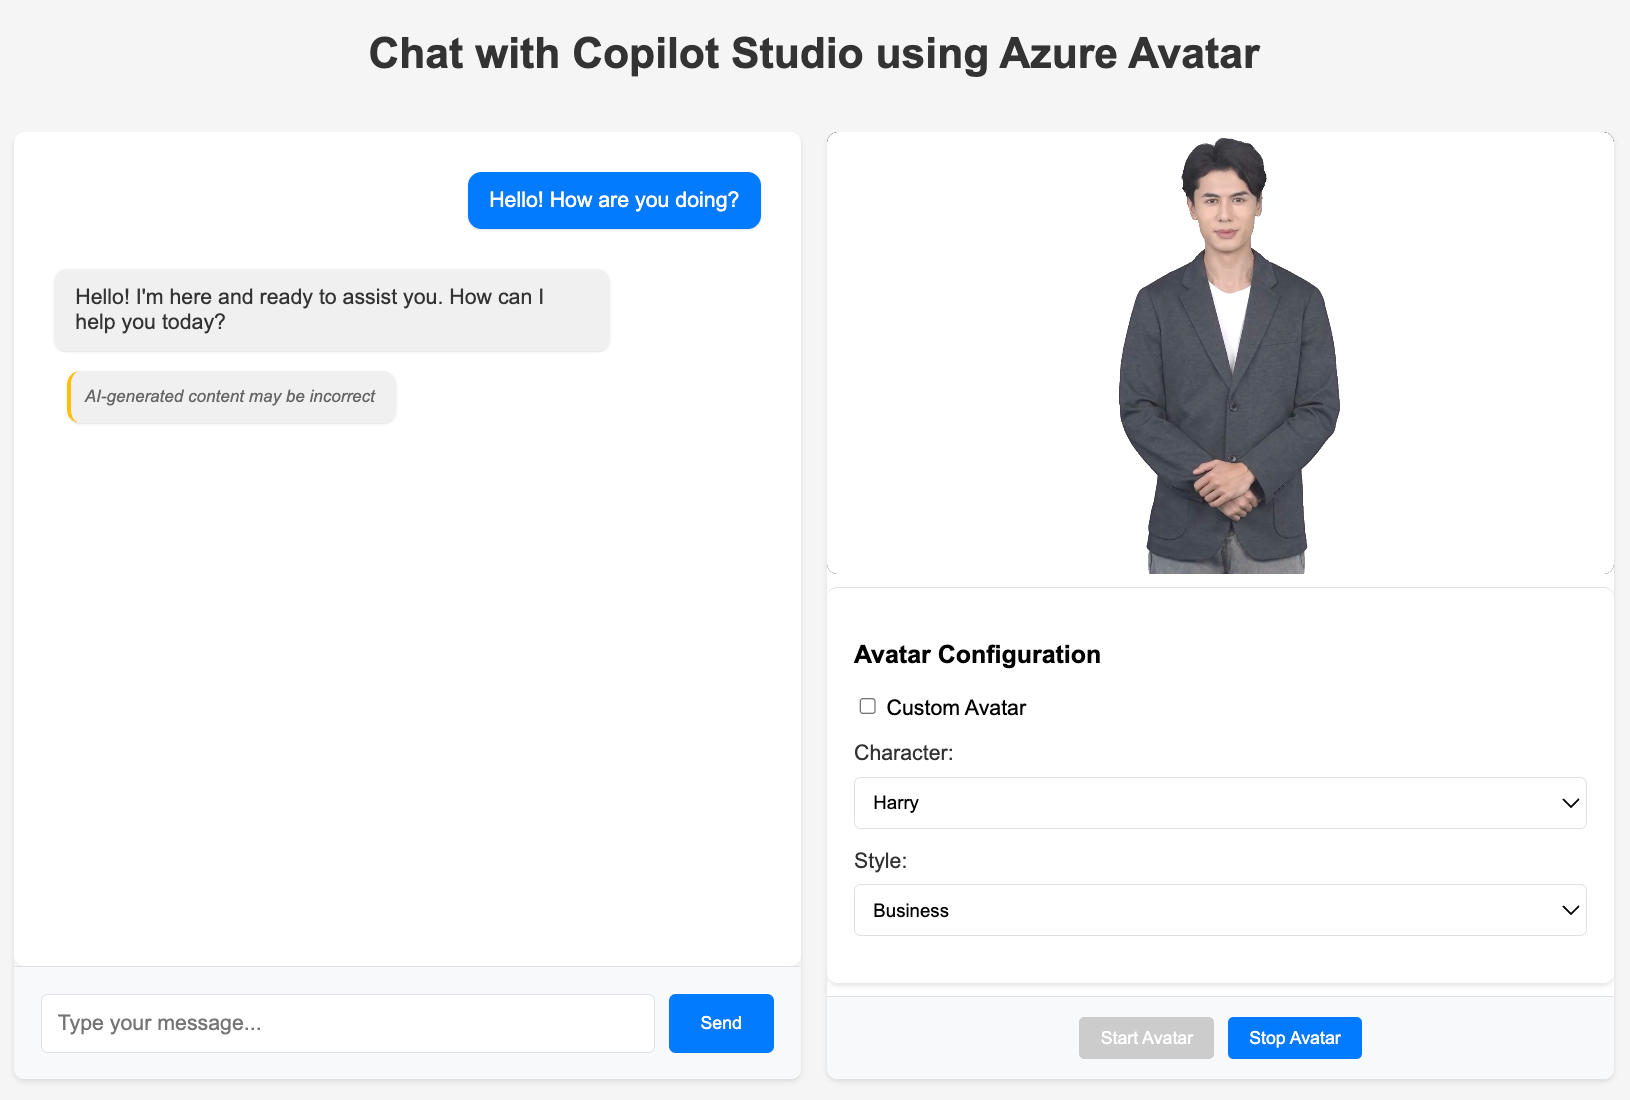 Chat with Copilot Studio using Azure Avatar
Hello! How are you doing?
Hello! I'm here and ready to assist you. How can I
help you today?
AI-generated content may be incorrect
Type your message...
Send
Avatar Configuration
Custom Avatar
Character:
Harry
Style:
Business
Start Avatar
Stop Avatar